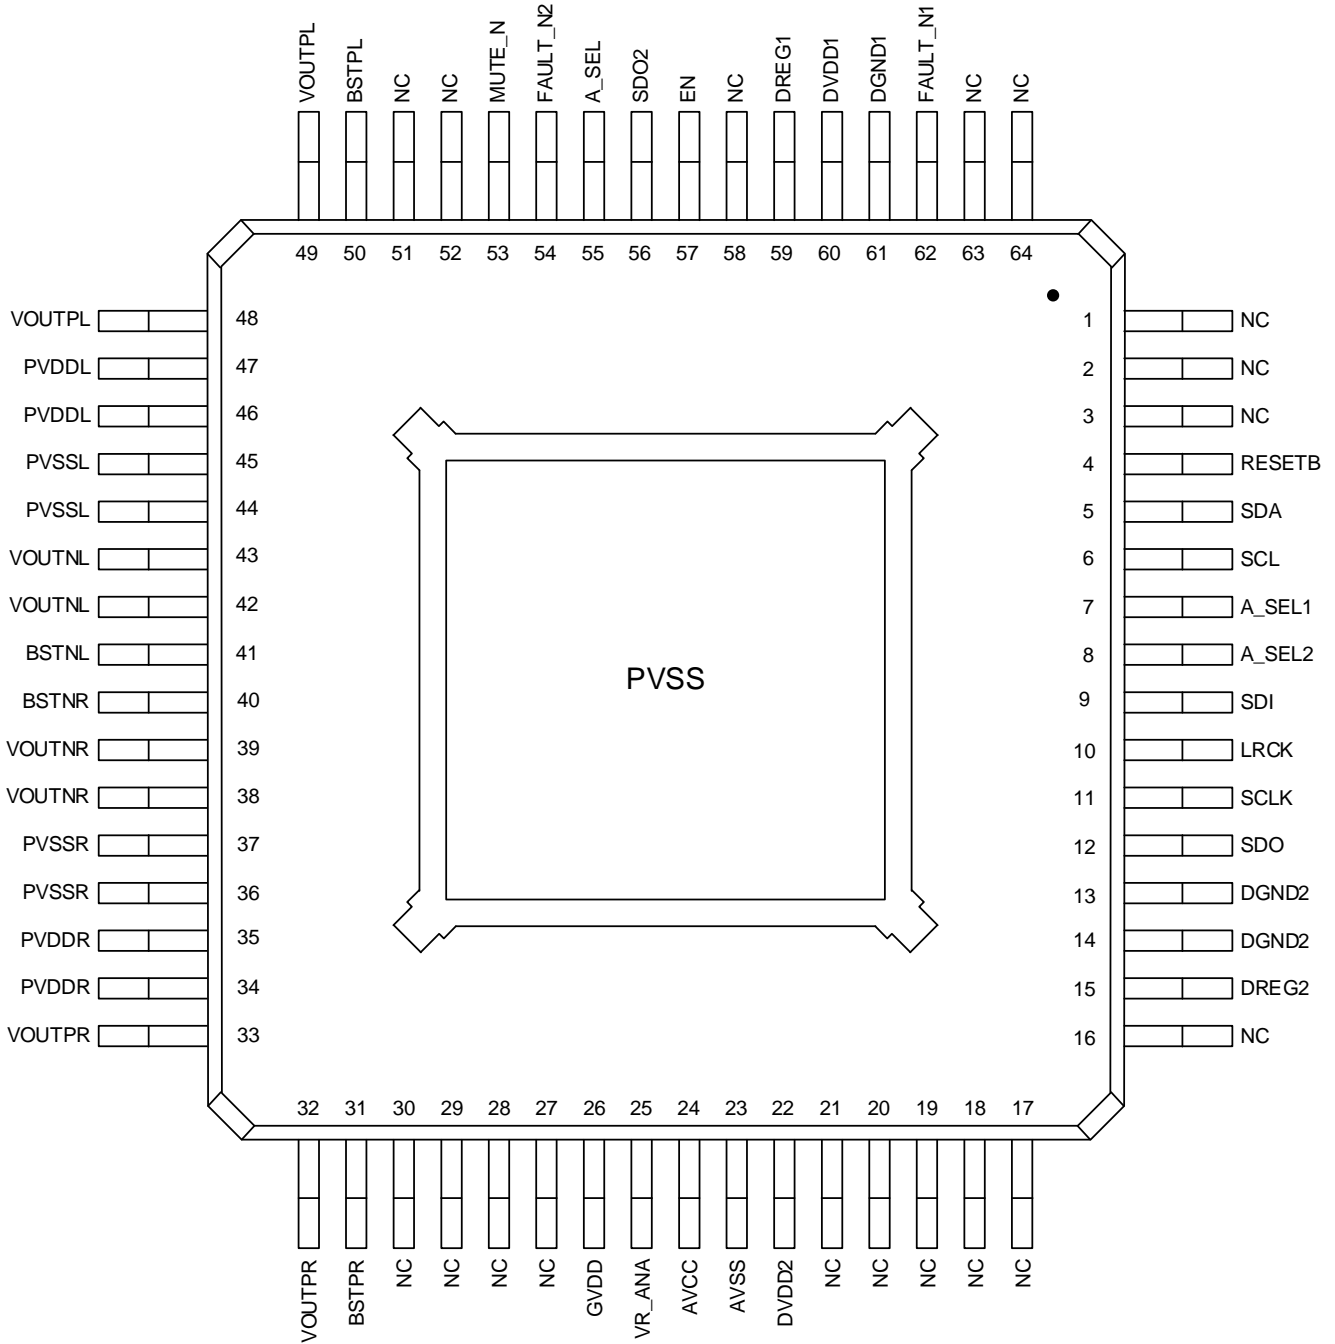 VOUTPL
BSTPL
NC
NC
MUTE_N
FAULT_N2
A_SEL
SDO2
EN
NC
DREG1
DVDD1
DGND1
FAULT_N1
NC
NC
49 50 51 52 53 54 55 56 57 58 59 60 61 62 63 64
VOUTPL 48 1 NC
PVDDL 47 2 NC
PVDDL 46 3 NC
PVSSL 45 4 RESETB
PVSSL 44 5 SDA
VOUTNL 43 6 SCL
VOUTNL 42 7 A_SEL1
BSTNL 41 8 A_SEL2
PVSS
BSTNR 40 9 SDI
VOUTNR 39 10 LRCK
VOUTNR 38 11 SCLK
PVSSR 37 12 SDO
PVSSR 36 13 DGND2
PVDDR 35 14 DGND2
PVDDR 34 15 DREG2
VOUTPR 33 16 NC
32 31 30 29 28 27 26 25 24 23 22 21 20 19 18 17
VOUTPR
BSTPR
NC
NC
NC
NC
GVDD
VR_ANA
AVCC
AVSS
DVDD2
NC
NC
NC
NC
NC